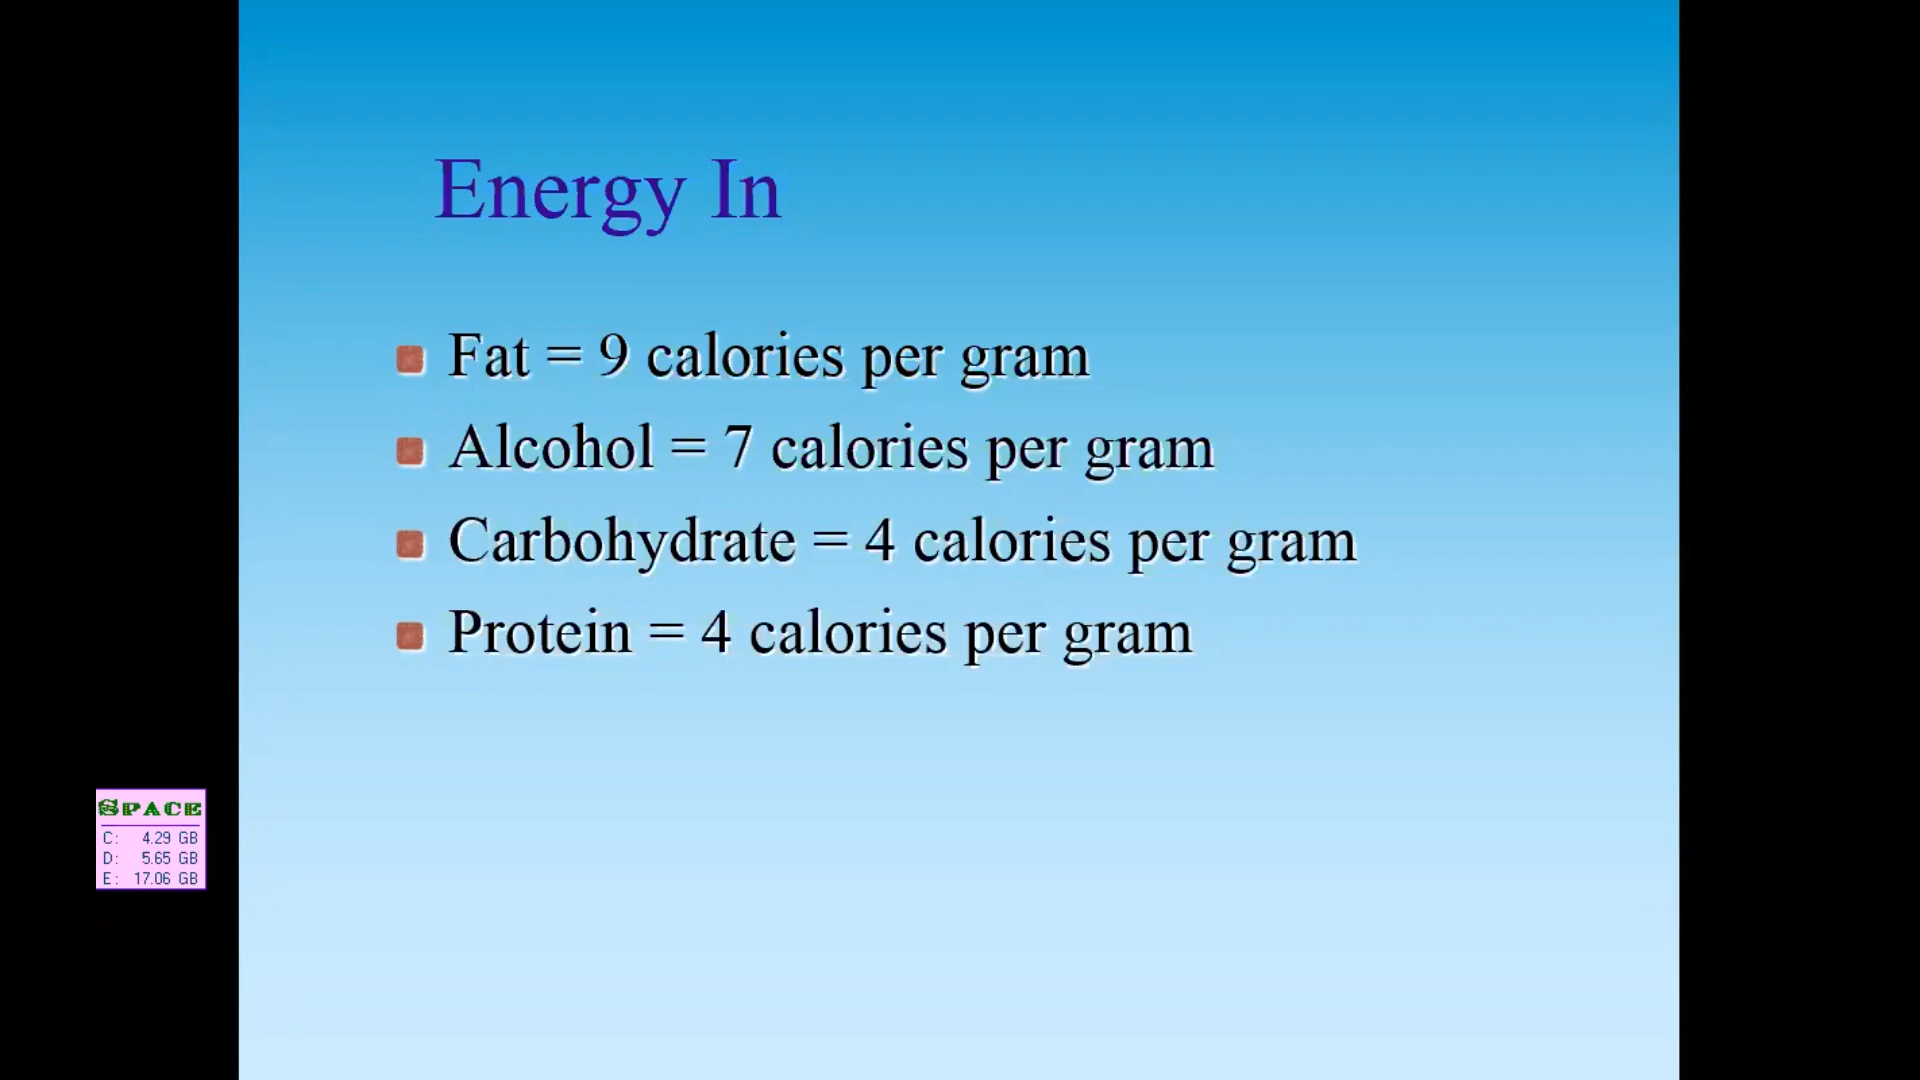 Energy In
Fat = 9 calories per gram
Alcohol = 7 calories per gram
Carbohydrate = 4 calories per gram
Protein = 4 calories per gram
SPACE
C: 4.29 GB
D: 5.65 GB
E: 17.06 GB